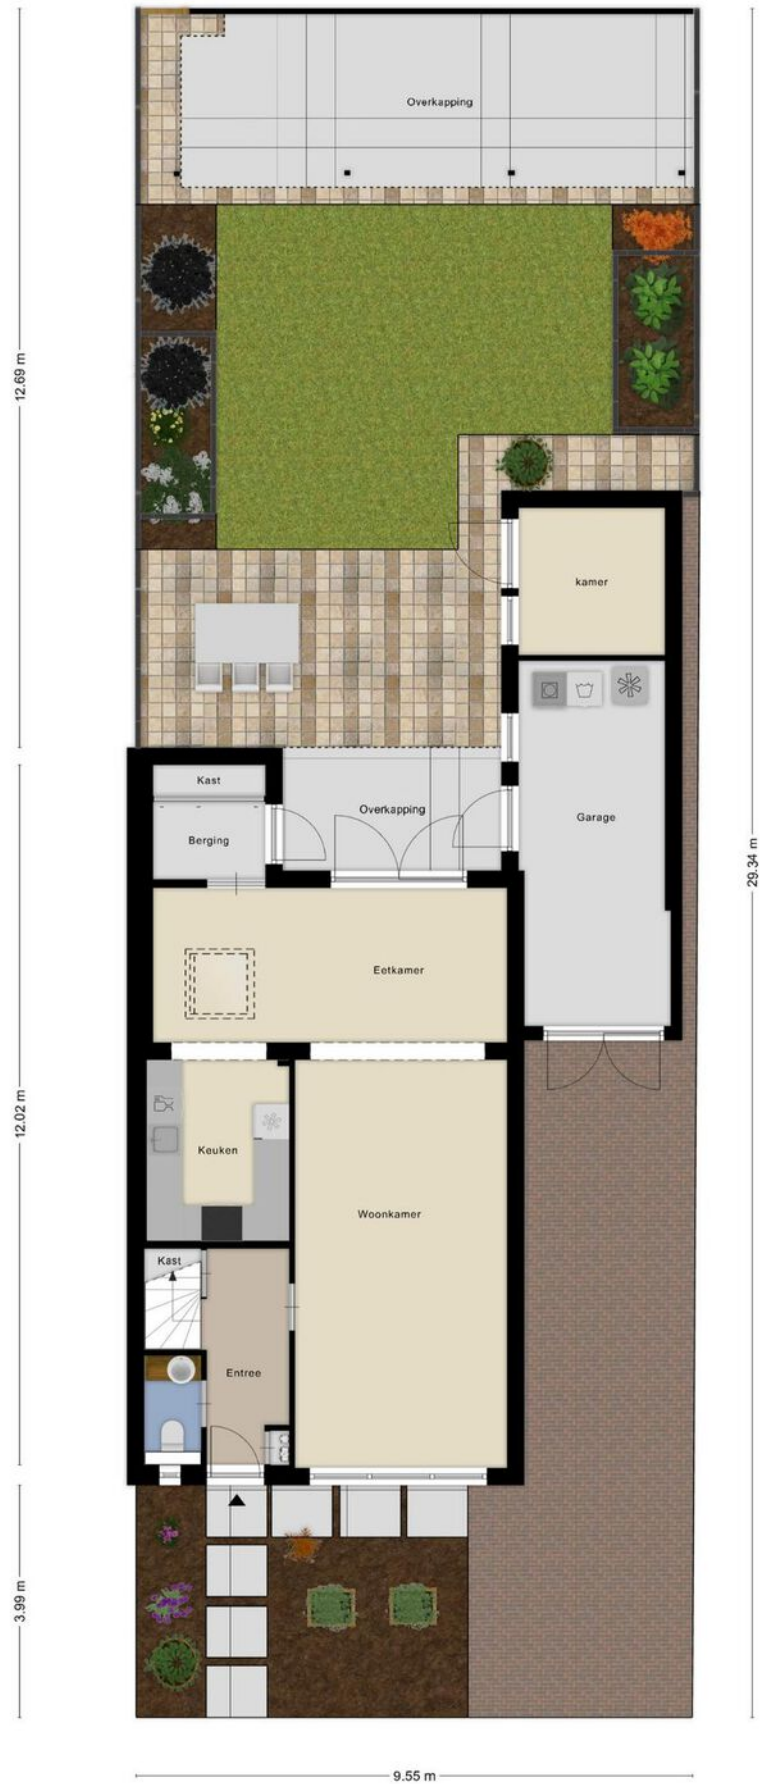 Overkapping
12.69 m
kamer
Kast
Overkapping
Garage
Berging
29.34 m
Eetkamer
12.02 m
Keuken
Woonkamer
Kast
Entree
3.99 m
9.55 m